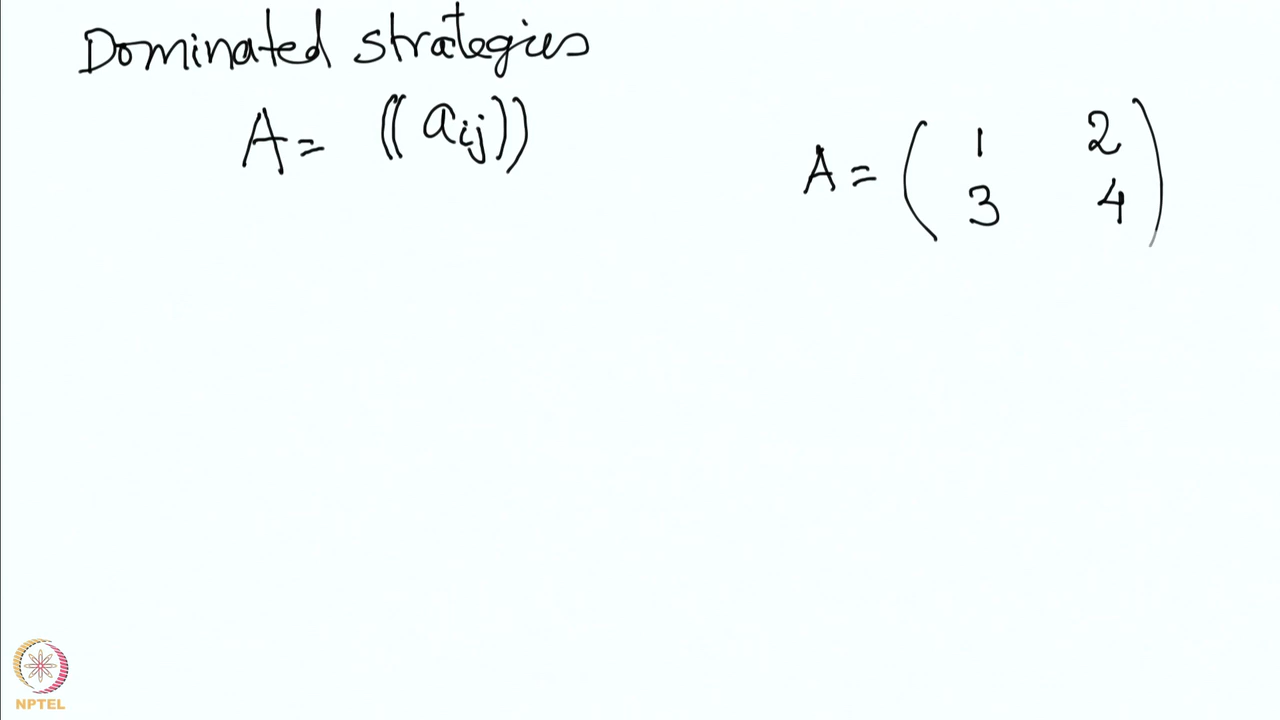 Dominated strategies
A = ((aij))
A = ( 1 2
3 4 )
NPTEL